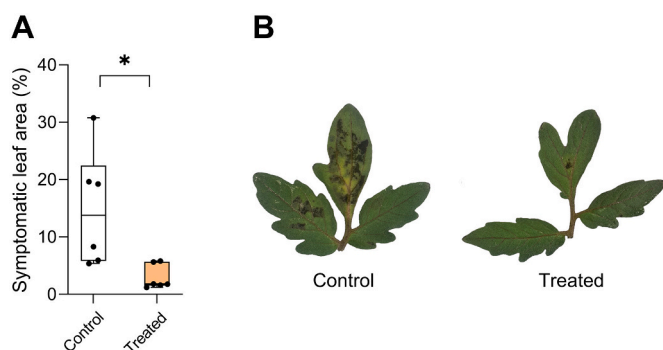 A
B
Symptomatic leaf area (%)
40
30
20
10
0
*
Control
Treated
Control
Treated